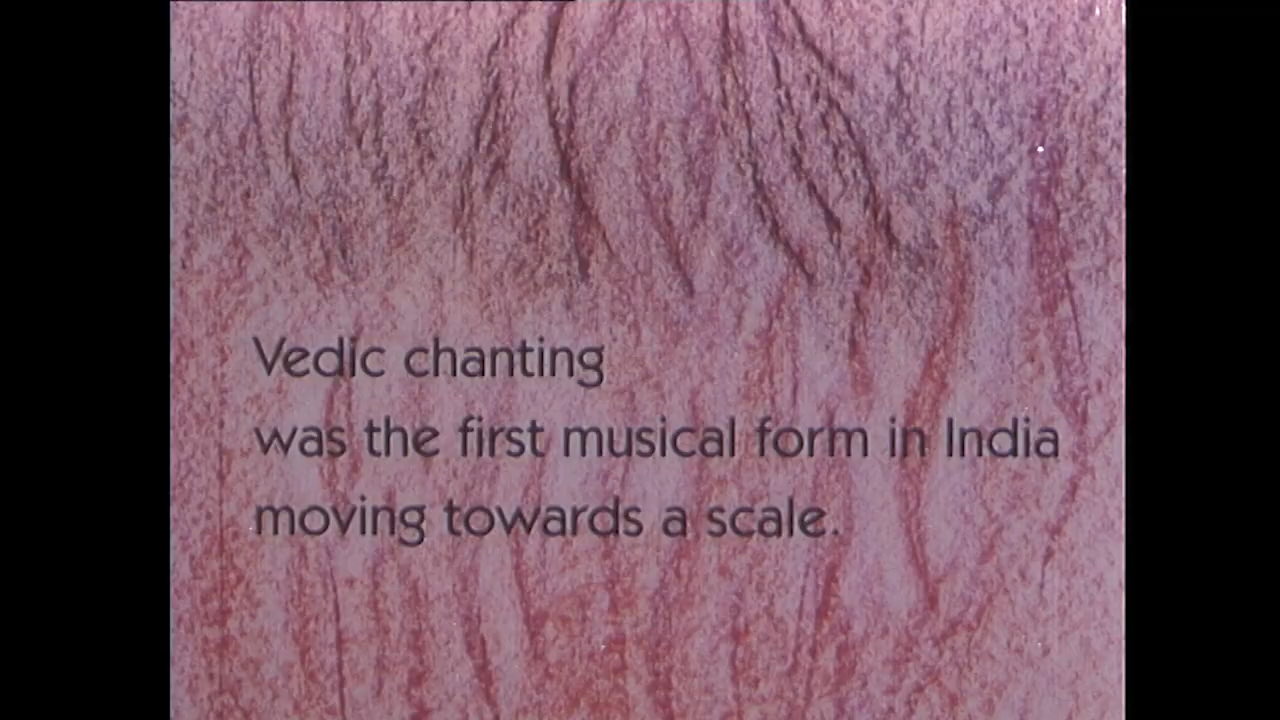 Vedic chanting
was the first musical form in India
moving towards a scale.